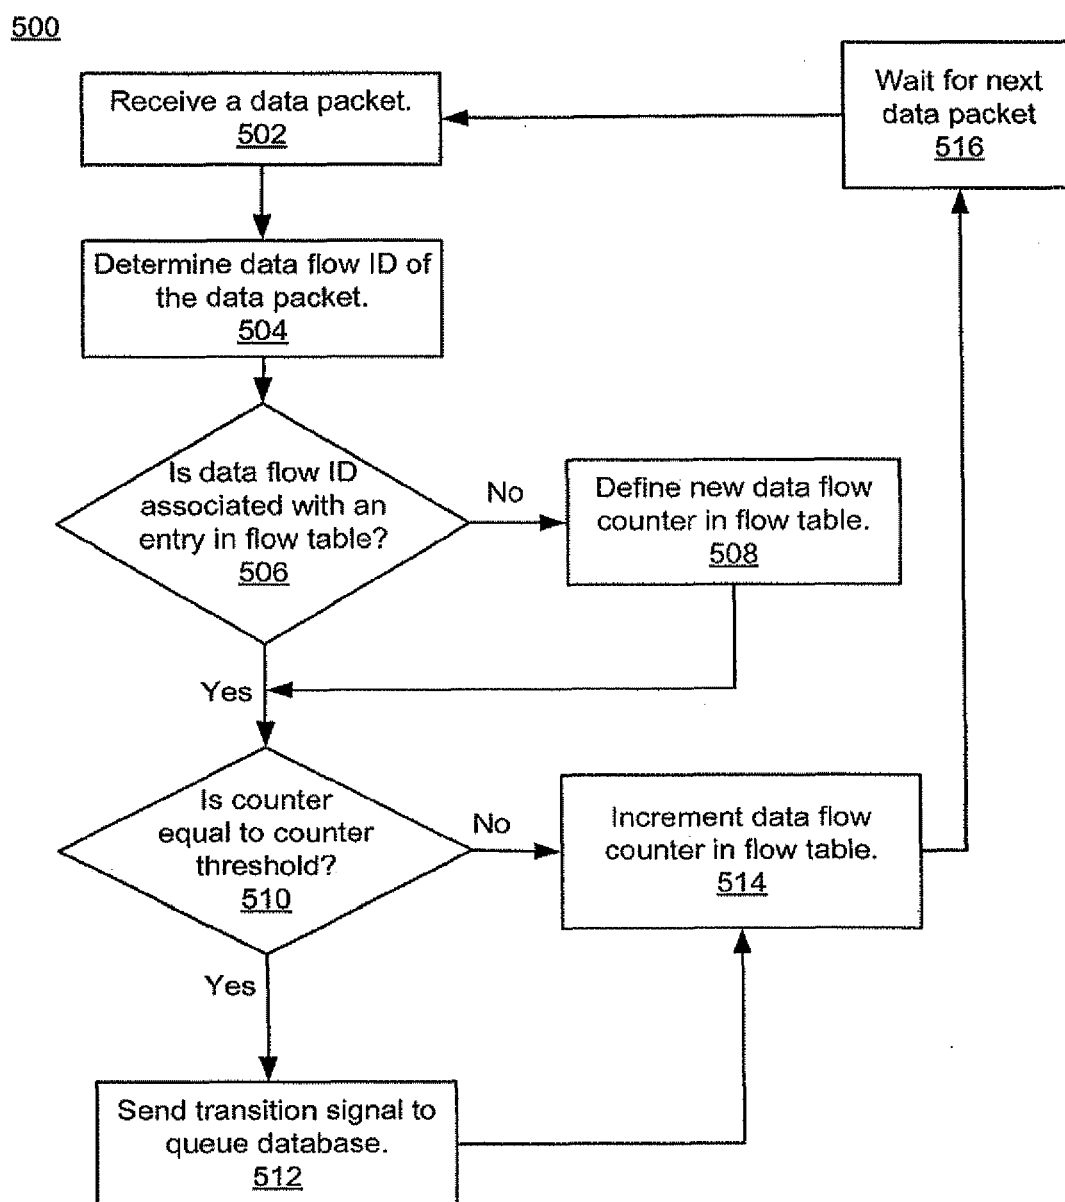 500
Receive a data packet.
502
Wait for next
data packet
516
Determine data flow ID of
the data packet.
504
Is data flow ID
associated with an
entry in flow table?
506
No
Define new data flow
counter in flow table.
508
Yes
Is counter
equal to counter
threshold?
510
No
Increment data flow
counter in flow table.
514
Yes
Send transition signal to
queue database.
512